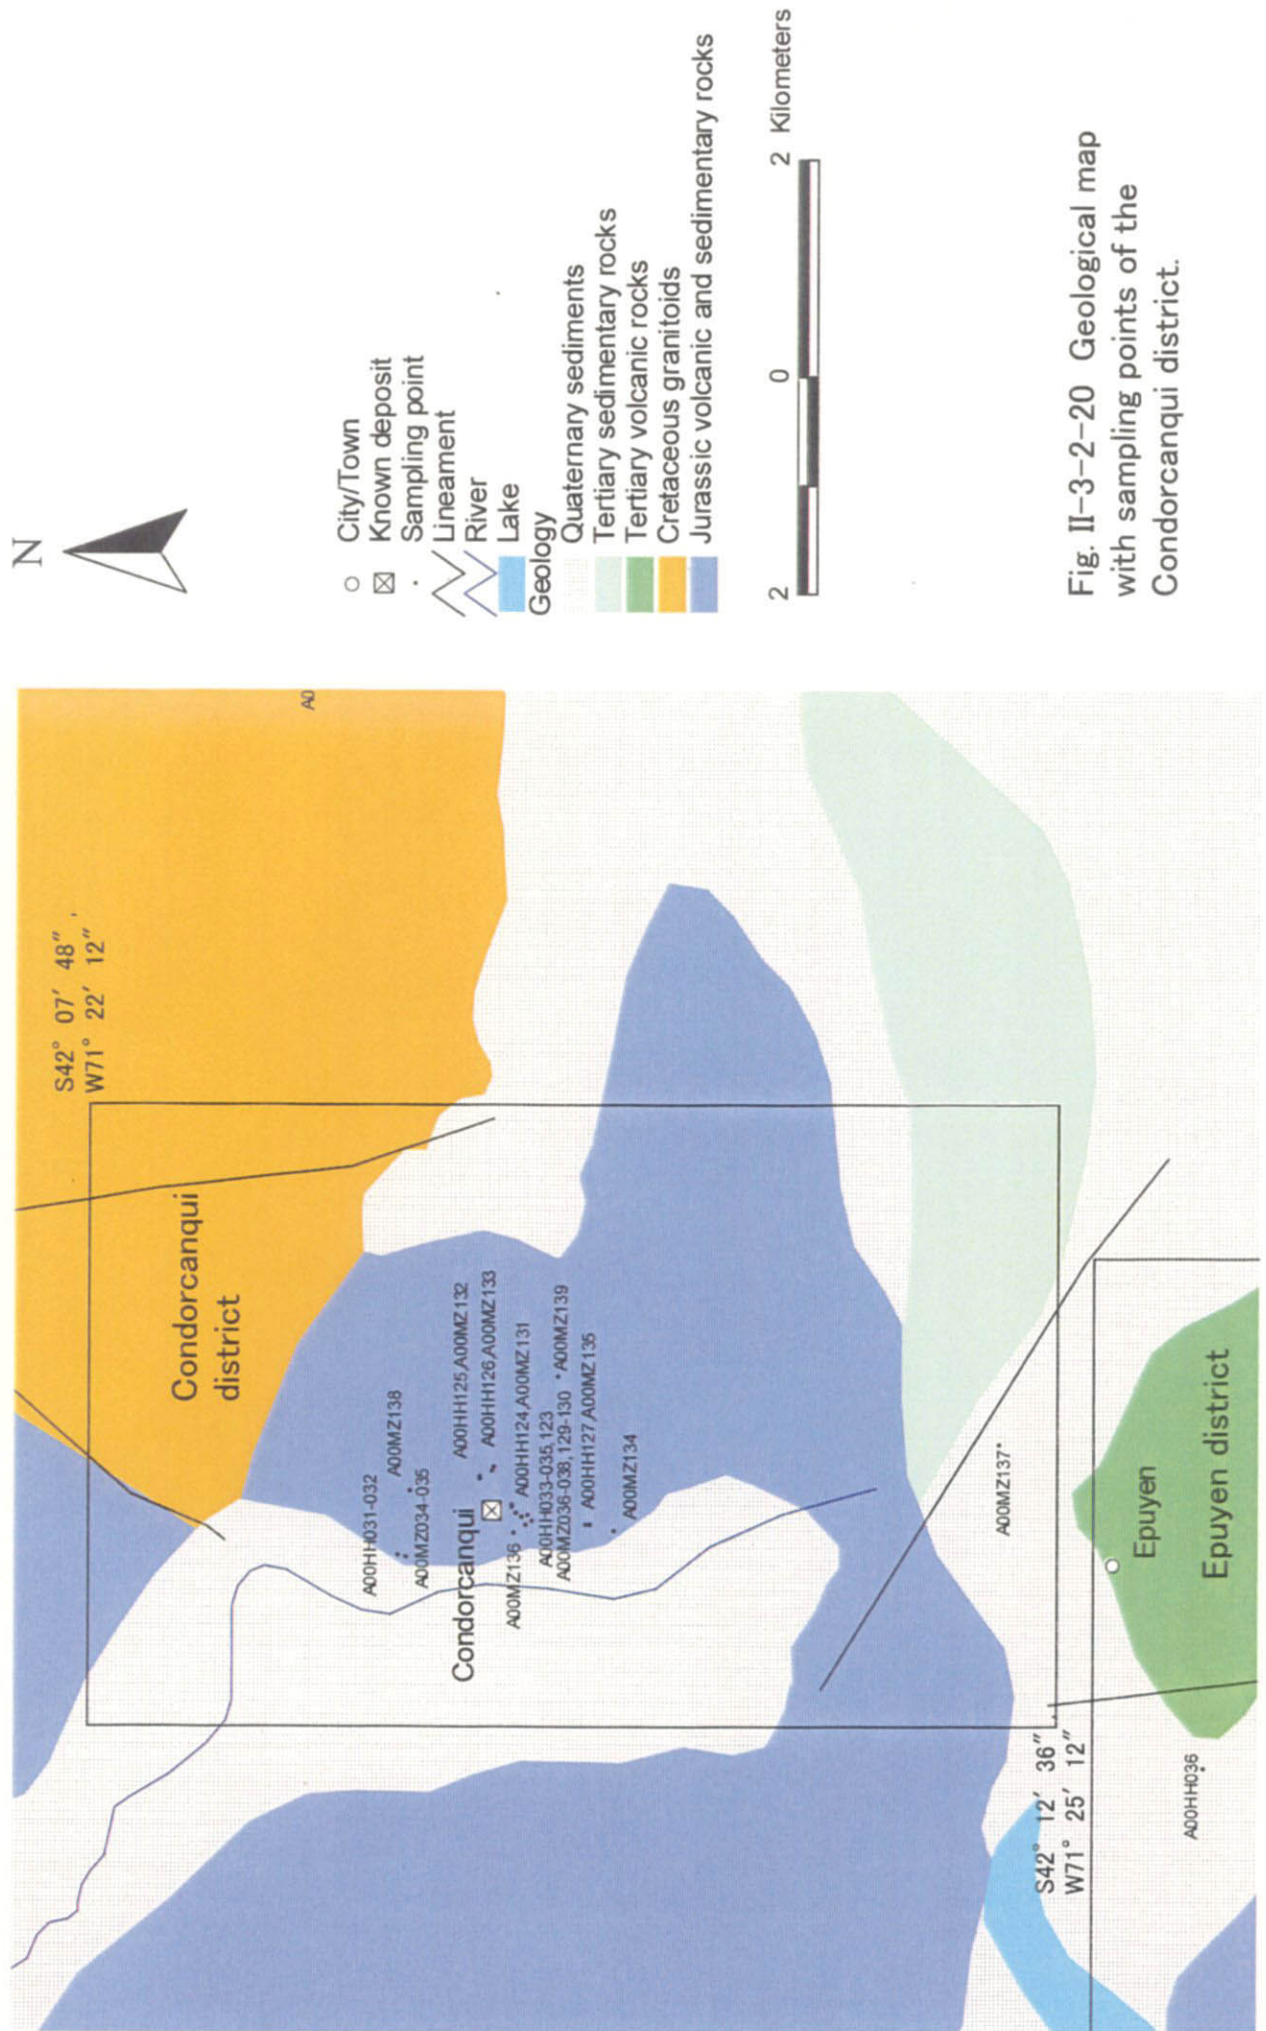 S42° 07′ 48″
W71° 22′ 12″
Condorcanqui
district
A00HH031-032
A00MZ138
A00MZ034-035
Condorcanqui
A00HH125,A00MZ132
A00HH126,A00MZ133
A00MZ136
A00HH124,A00MZ131
A00HH033-035,123
A00MZ036-038,129-130
A00MZ139
A00HH127,A00MZ135
A00MZ134
A00MZ137
S42° 12′ 36″
W71° 25′ 12″
Epuyen
Epuyen district
A00HH036
A0
N
City/Town
Known deposit
Sampling point
Lineament
River
Lake
Geology
Quaternary sediments
Tertiary sedimentary rocks
Tertiary volcanic rocks
Cretaceous granitoids
Jurassic volcanic and sedimentary rocks
2 0 2 Kilometers
Fig. II-3-2-20 Geological map
with sampling points of the
Condorcanqui district.